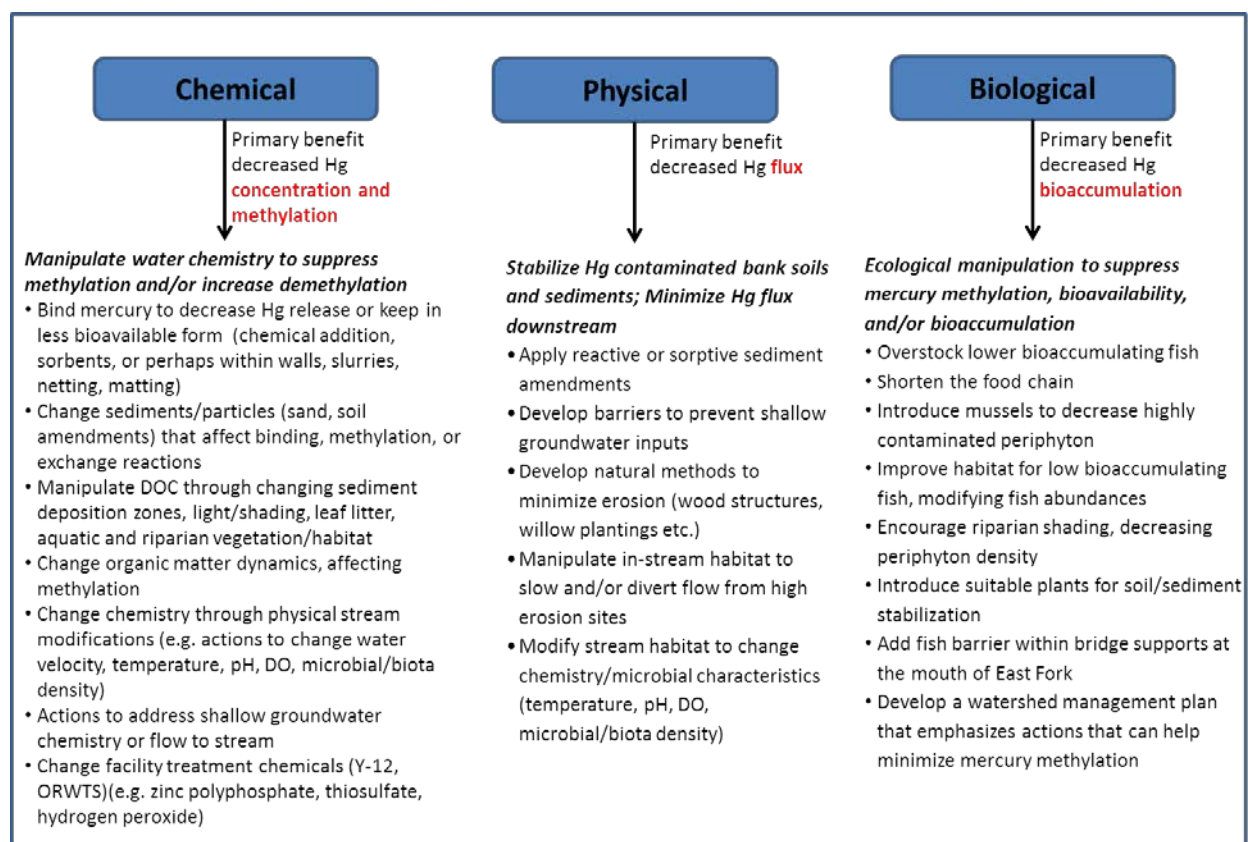 Chemical
Primary benefit
decreased Hg
concentration and
methylation
Manipulate water chemistry to suppress
methylation and/or increase demethylation
• Bind mercury to decrease Hg release or keep in
less bioavailable form (chemical addition,
sorbents, or perhaps within walls, slurries,
netting, matting)
• Change sediments/particles (sand, soil
amendments) that affect binding, methylation, or
exchange reactions
• Manipulate DOC through changing sediment
deposition zones, light/shading, leaf litter,
aquatic and riparian vegetation/habitat
• Change organic matter dynamics, affecting
methylation
• Change chemistry through physical stream
modifications (e.g. actions to change water
velocity, temperature, pH, DO, microbial/biota
density)
• Actions to address shallow groundwater
chemistry or flow to stream
• Change facility treatment chemicals (Y-12,
ORWTS)(e.g. zinc polyphosphate, thiosulfate,
hydrogen peroxide)
Physical
Primary benefit
decreased Hg flux
Stabilize Hg contaminated bank soils
and sediments; Minimize Hg flux
downstream
• Apply reactive or sorptive sediment
amendments
• Develop barriers to prevent shallow
groundwater inputs
• Develop natural methods to
minimize erosion (wood structures,
willow plantings etc.)
• Manipulate in-stream habitat to
slow and/or divert flow from high
erosion sites
• Modify stream habitat to change
chemistry/microbial characteristics
(temperature, pH, DO,
microbial/biota density)
Biological
Primary benefit
decreased Hg
bioaccumulation
Ecological manipulation to suppress
mercury methylation, bioavailability,
and/or bioaccumulation
• Overstock lower bioaccumulating fish
• Shorten the food chain
• Introduce mussels to decrease highly
contaminated periphyton
• Improve habitat for low bioaccumulating
fish, modifying fish abundances
• Encourage riparian shading, decreasing
periphyton density
• Introduce suitable plants for soil/sediment
stabilization
• Add fish barrier within bridge supports at
the mouth of East Fork
• Develop a watershed management plan
that emphasizes actions that can help
minimize mercury methylation